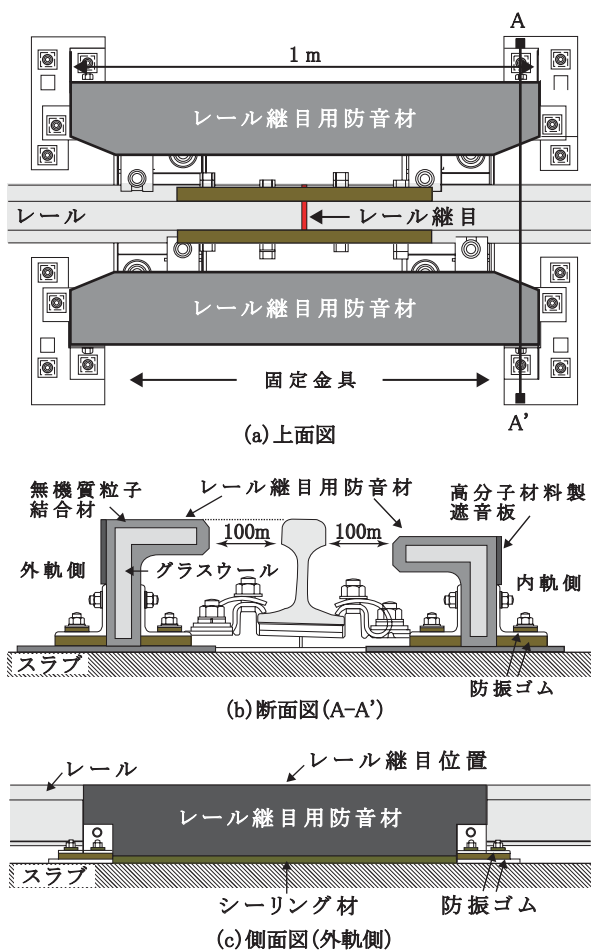 A
1 m
レール継目用防音材
レール
レール継目
レール継目用防音材
固定金具
A'
(a)上面図
無機質粒子
結合材
レール継目用防音材
高分子材料製
遮音板
100m
100m
外軌側
グラスウール
内軌側
スラブ
防振ゴム
(b)断面図(A-A')
レール
レール継目位置
レール継目用防音材
スラブ
シーリング材
防振ゴム
(c)側面図(外軌側)